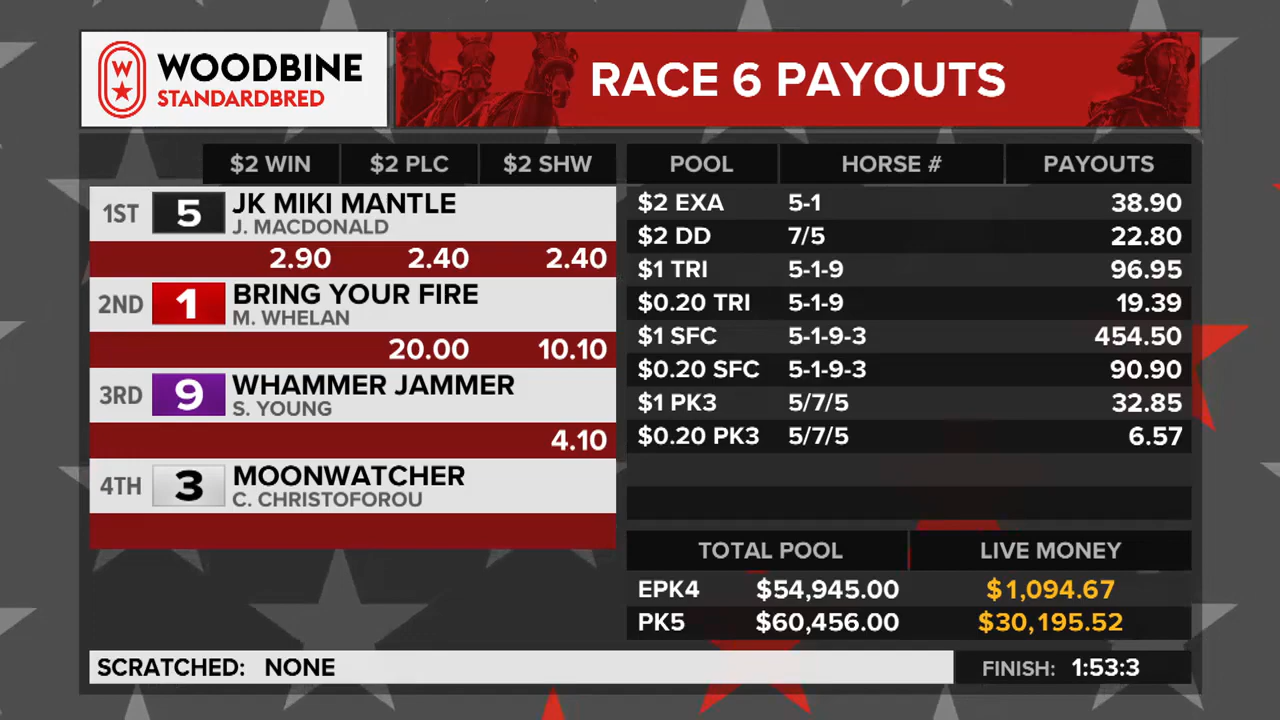 W
WOODBINE
STANDARDBRED
RACE 6 PAYOUTS
$2 WIN $2 PLC $2 SHW
1ST 5 JK MIKI MANTLE
J. MACDONALD
2.90 2.40 2.40
2ND 1 BRING YOUR FIRE
M. WHELAN
20.00 10.10
3RD 9 WHAMMER JAMMER
S. YOUNG
4.10
4TH 3 MOONWATCHER
C. CHRISTOFOROU
POOL HORSE # PAYOUTS
$2 EXA 5-1 38.90
$2 DD 7/5 22.80
$1 TRI 5-1-9 96.95
$0.20 TRI 5-1-9 19.39
$1 SFC 5-1-9-3 454.50
$0.20 SFC 5-1-9-3 90.90
$1 PK3 5/7/5 32.85
$0.20 PK3 5/7/5 6.57
TOTAL POOL LIVE MONEY
EPK4 $54,945.00 $1,094.67
PK5 $60,456.00 $30,195.52
SCRATCHED: NONE
FINISH: 1:53:3